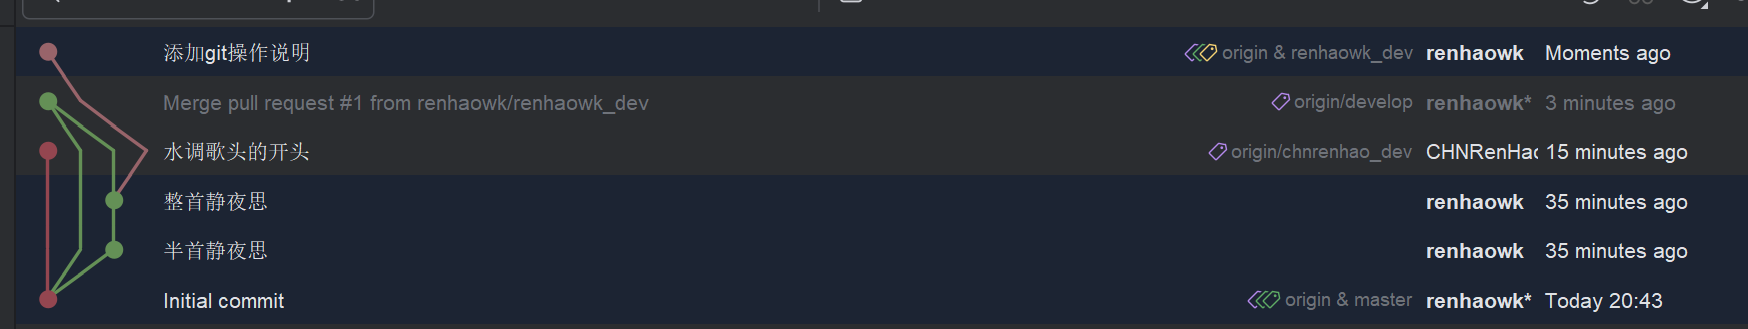 添加git操作说明 origin & renhaowk_dev renhaowk Moments ago
Merge pull request #1 from renhaowk/renhaowk_dev origin/develop renhaowk* 3 minutes ago
水调歌头的开头 origin/chnrenhao_dev CHNRenHao 15 minutes ago
整首静夜思 renhaowk 35 minutes ago
半首静夜思 renhaowk 35 minutes ago
Initial commit origin & master renhaowk* Today 20:43